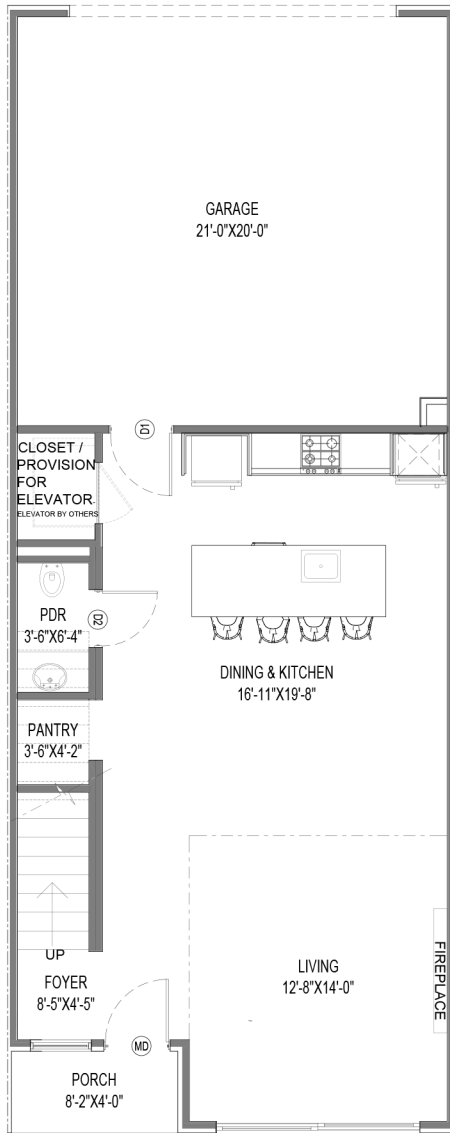 GARAGE
21'-0"X20'-0"
D1
CLOSET /
PROVISION
FOR
ELEVATOR.
ELEVATOR BY OTHERS
PDR
3'-6"X6'-4"
D2
DINING & KITCHEN
16'-11"X19'-8"
PANTRY
3'-6"X4'-2"
UP
FOYER
8'-5"X4'-5"
LIVING
12'-8"X14'-0"
FIREPLACE
MD
PORCH
8'-2"X4'-0"